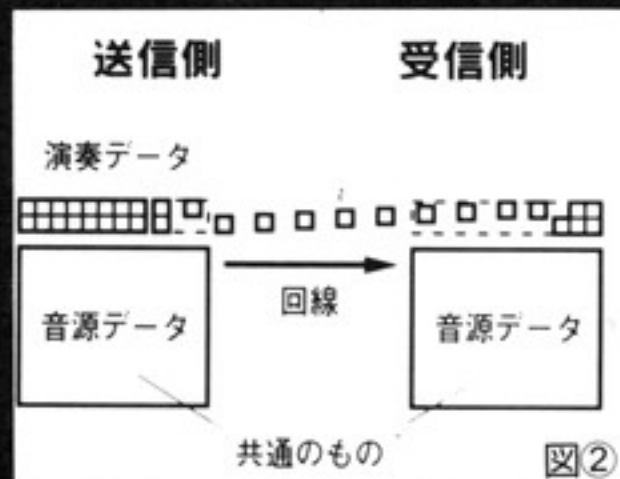 送信側 受信側
演奏データ
回線
音源データ 音源データ
共通のもの
図②